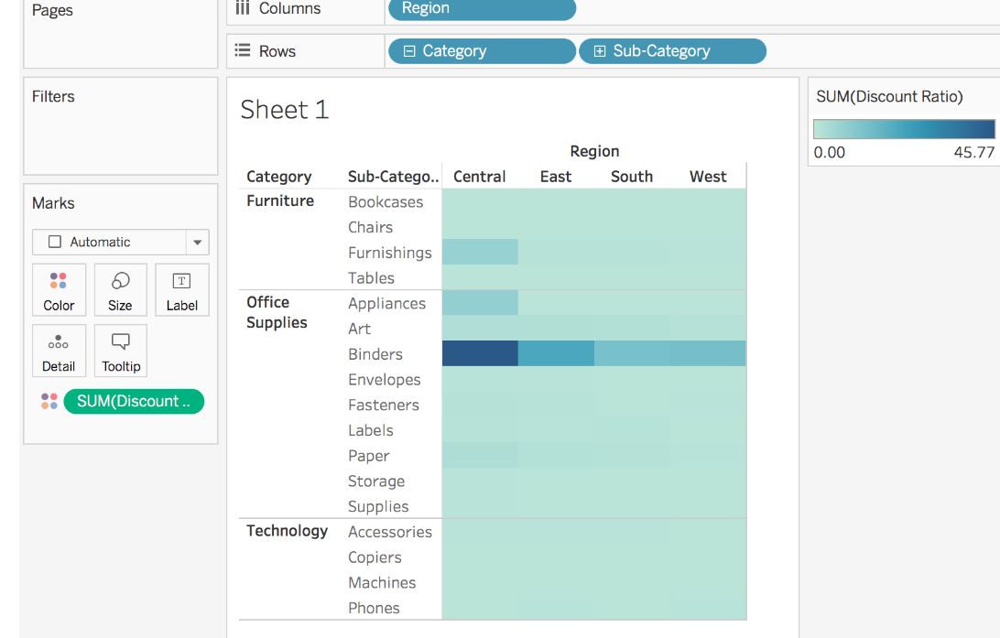 Pages
Columns
Region
Rows
Category
Sub-Category
Filters
Marks
Automatic
Color
Size
T
Label
Detail
Tooltip
SUM(Discount ..
Sheet 1
Region
Category Sub-Catego.. Central East South West
Furniture Bookcases
Chairs
Furnishings
Tables
Office Supplies Appliances
Art
Binders
Envelopes
Fasteners
Labels
Paper
Storage
Supplies
Technology Accessories
Copiers
Machines
Phones
SUM(Discount Ratio)
0.00 45.77